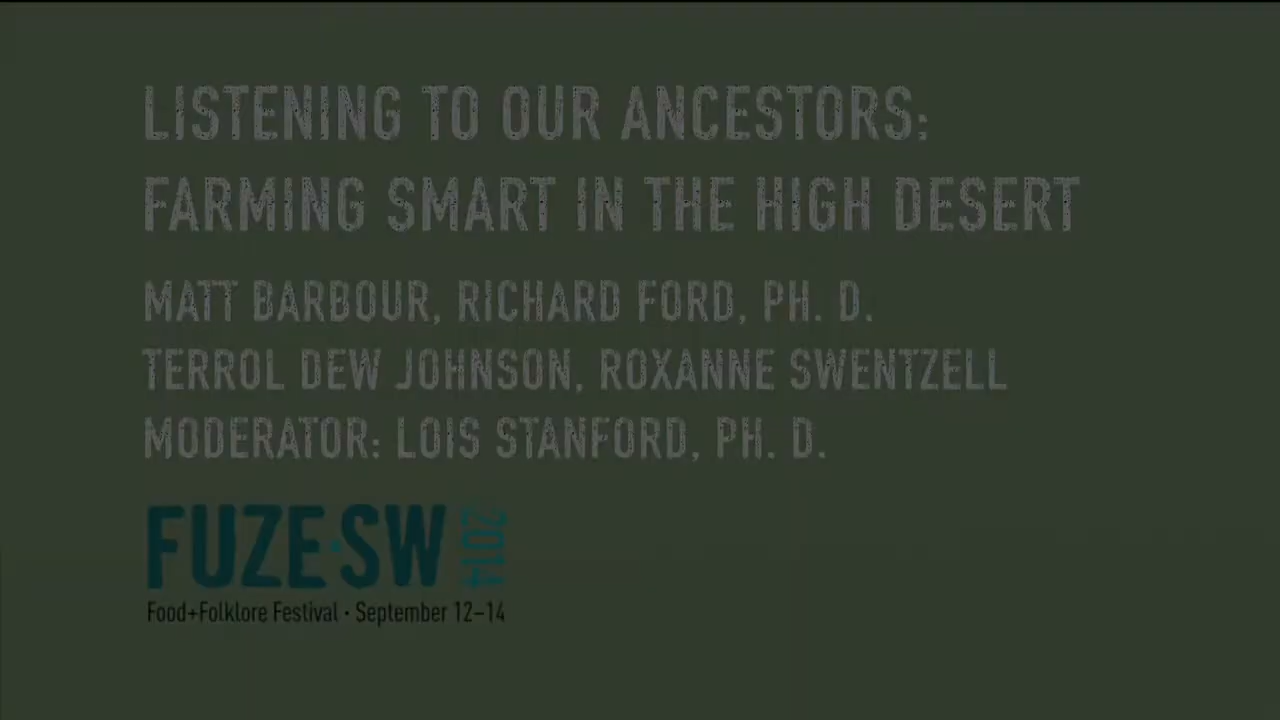 LISTENING TO OUR ANCESTORS:
FARMING SMART IN THE HIGH DESERT
MATT BARBOUR, RICHARD FORD, PH. D.
TERROL DEW JOHNSON, ROXANNE SWENTZELL
MODERATOR: LOIS STANFORD, PH. D.
FUZE·SW 2014
Food+Folklore Festival · September 12–14